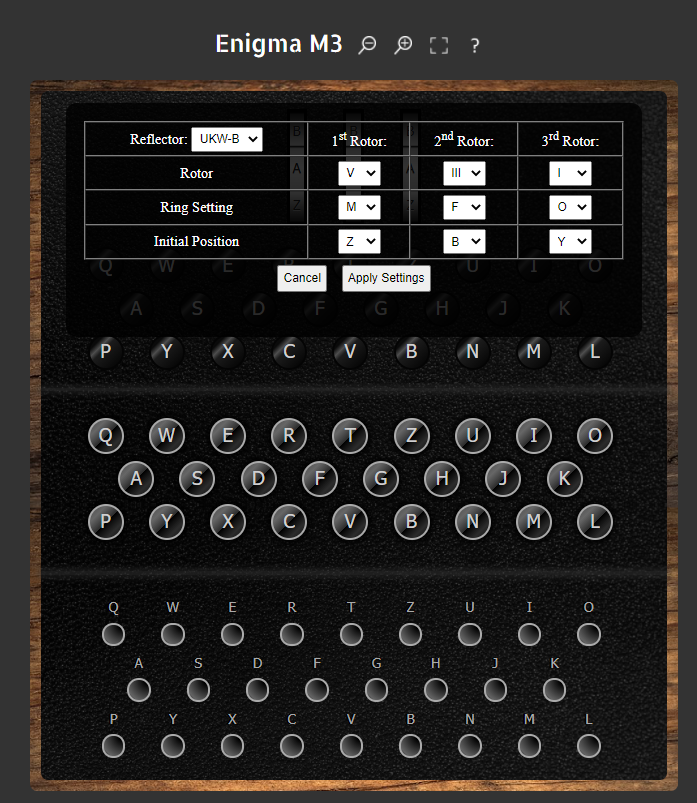 Enigma M3 ?
Reflector: UKW-B 1st Rotor: 2nd Rotor: 3rd Rotor:
Rotor V III I
Ring Setting M F O
Initial Position Z B Y
Cancel Apply Settings
Q W E R Z U I O
A S D F G H J K
P Y X C V B N M L
Q W E R T Z U I O
A S D F G H J K
P Y X C V B N M L
Q W E R T Z U I O
A S D F G H J K
P Y X C V B N M L